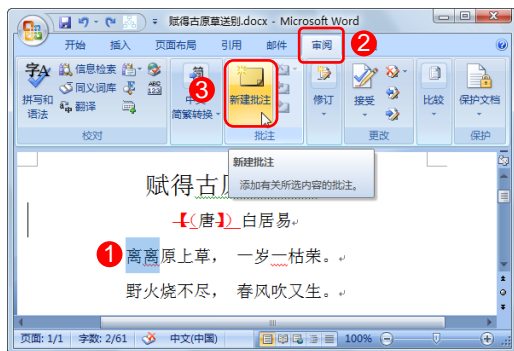 赋得古原草送别.docx - Microsoft Word
开始 插入 页面布局 引用 邮件 审阅 2
字A 信息检索 ABC 123 简 3 新建批注 修订 接受 比较 保护文档
拼写和语法 同义词库 中文
翻译 简繁转换
校对 批注 更改 保护
新建批注
添加有关所选内容的批注。
赋得古原
【(唐】)白居易
1 离离原上草， 一岁一枯荣。
野火烧不尽， 春风吹又生。
页面: 1/1 字数: 2/61 中文(中国) 100%